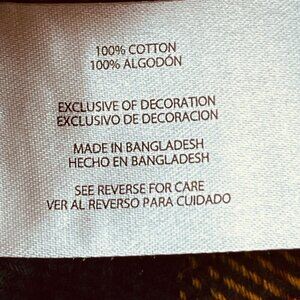 100% COTTON
100% ALGODÓN
EXCLUSIVE OF DECORATION
EXCLUSIVO DE DECORACION
MADE IN BANGLADESH
HECHO EN BANGLADESH
SEE REVERSE FOR CARE
VER AL REVERSO PARA CUIDADO